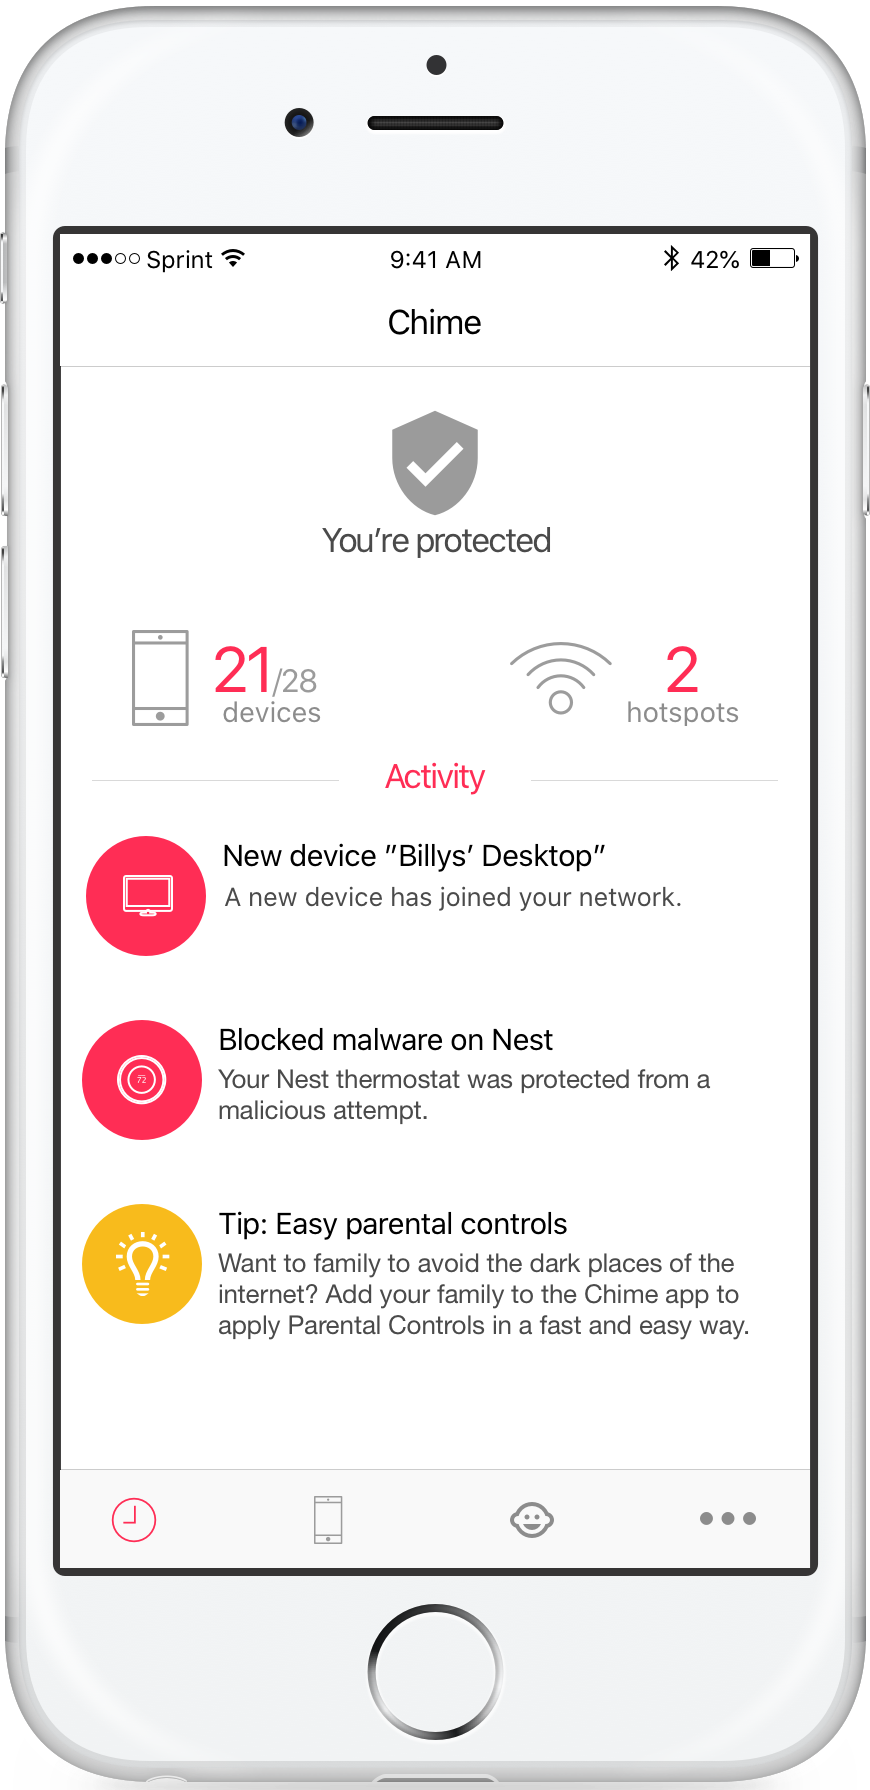 Sprint 9:41 AM 42%
Chime
You're protected
21/28
devices
2
hotspots
Activity
New device "Billys' Desktop"
A new device has joined your network.
72
Blocked malware on Nest
Your Nest thermostat was protected from a
malicious attempt.
Tip: Easy parental controls
Want to family to avoid the dark places of the
internet? Add your family to the Chime app to
apply Parental Controls in a fast and easy way.